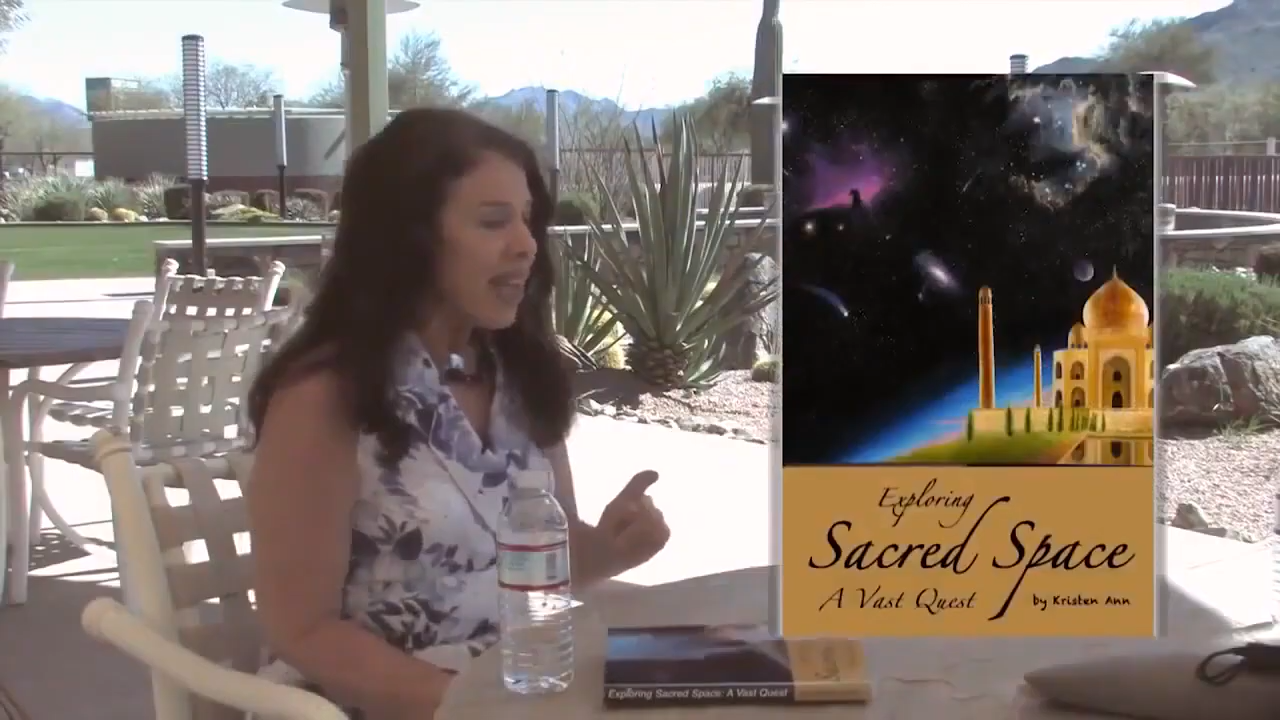 Exploring
Sacred Space
A Vast Quest
by Kristen Ann
Exploring Sacred Space: A Vast Quest